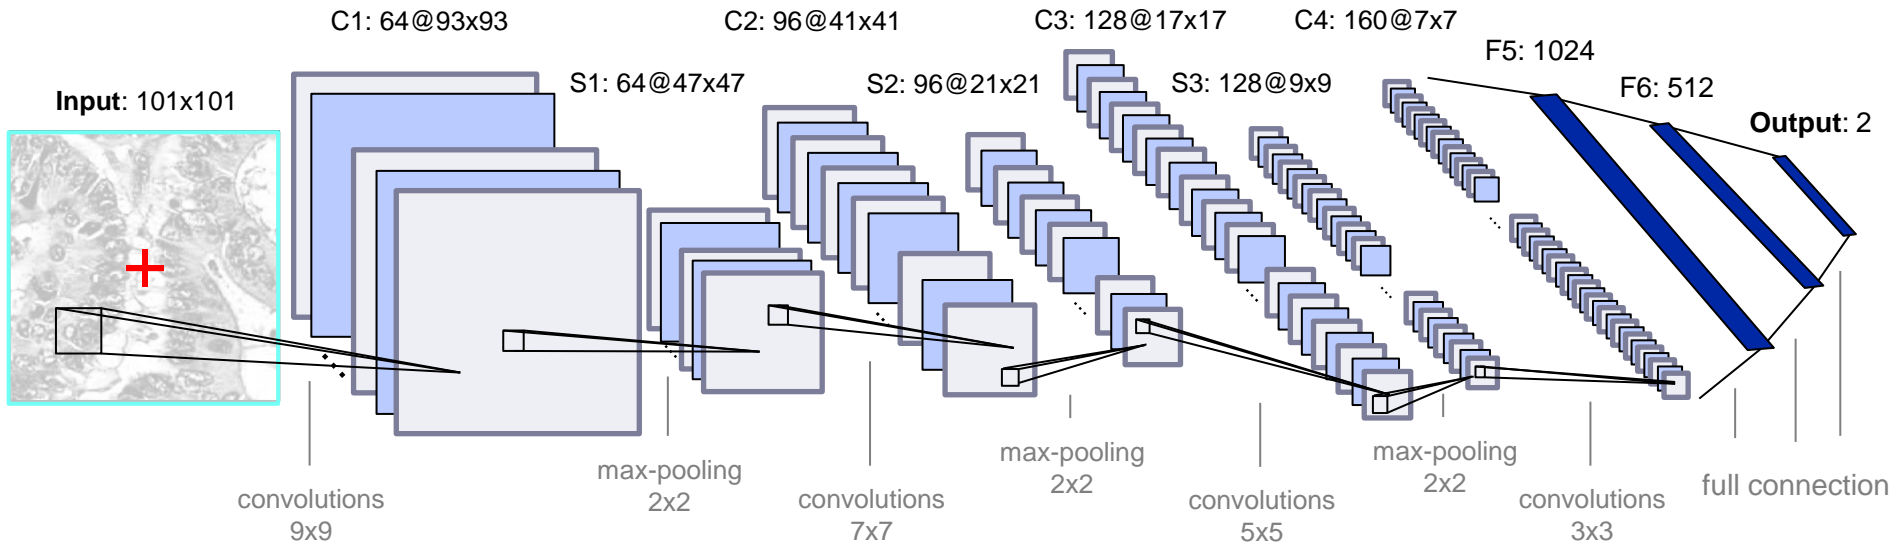 C1: 64@93x93
C2: 96@41x41
C3: 128@17x17
C4: 160@7x7
F5: 1024
Input: 101x101
S1: 64@47x47
S2: 96@21x21
S3: 128@9x9
F6: 512
Output: 2
convolutions
9x9
max-pooling
2x2
convolutions
7x7
max-pooling
2x2
convolutions
5x5
max-pooling
2x2
convolutions
3x3
full connection